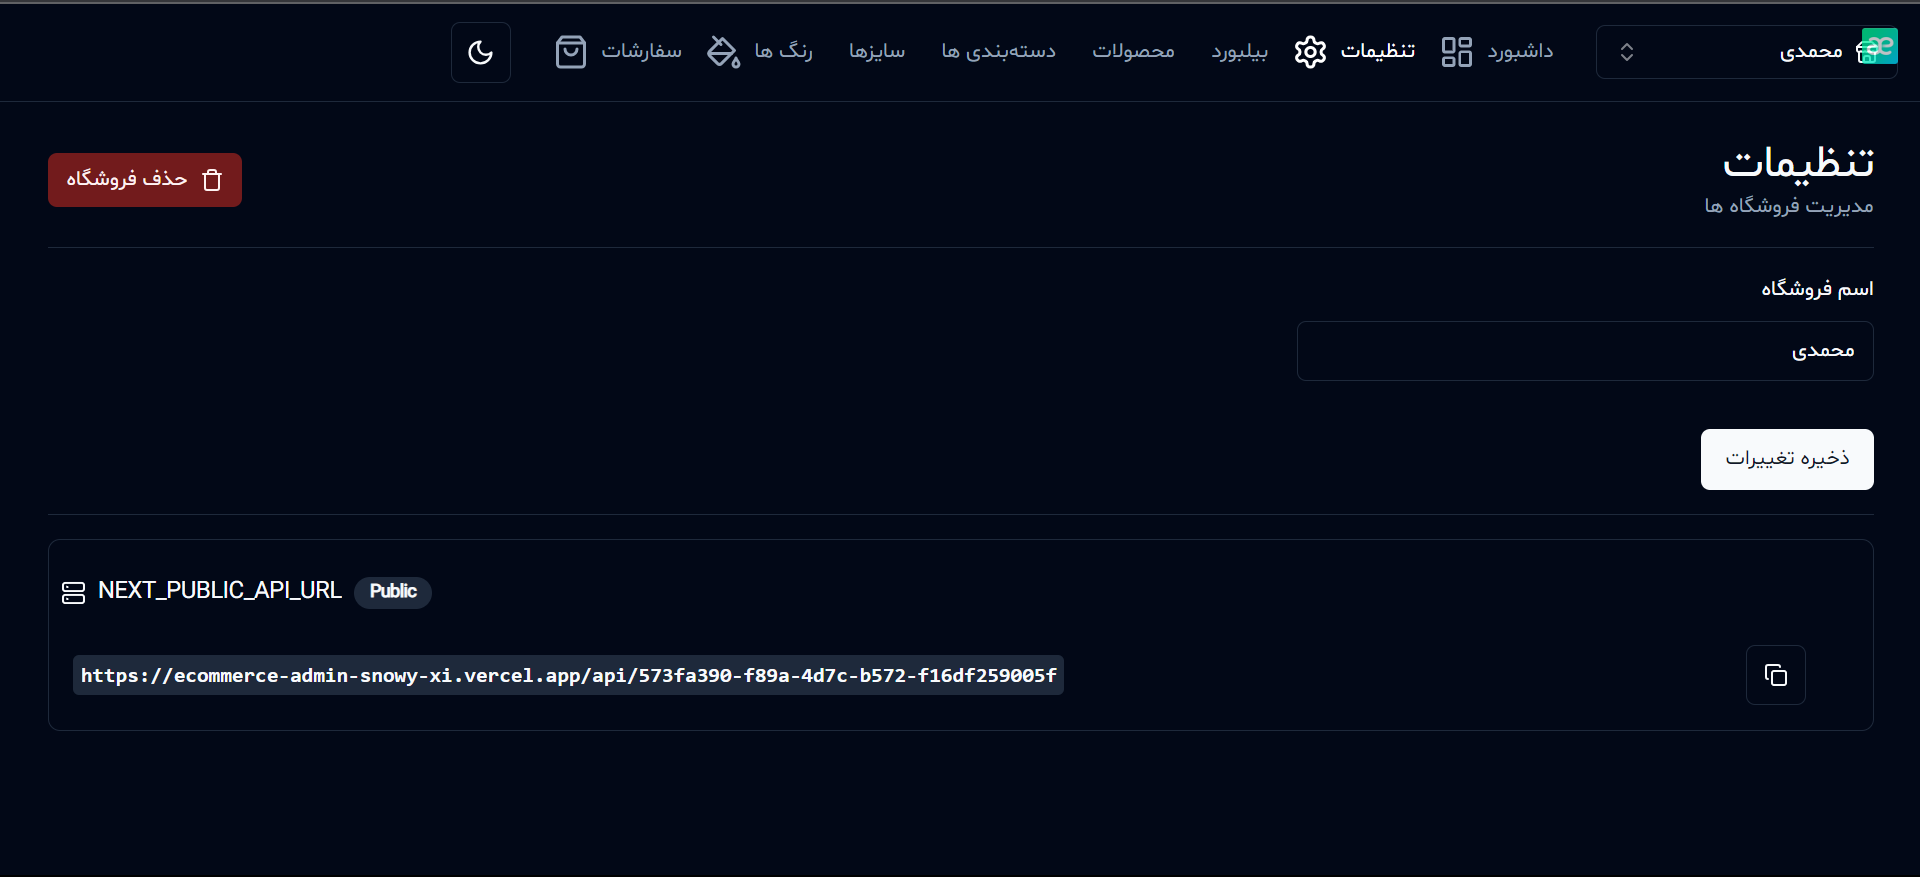 محمدی
داشبورد
تنظیمات
بیلبورد
محصولات
دسته‌بندی ها
سایزها
رنگ ها
سفارشات
تنظیمات
مدیریت فروشگاه ها
حذف فروشگاه
اسم فروشگاه
محمدی
ذخیره تغییرات
NEXT_PUBLIC_API_URL Public
https://ecommerce-admin-snowy-xi.vercel.app/api/573fa390-f89a-4d7c-b572-f16df259005f